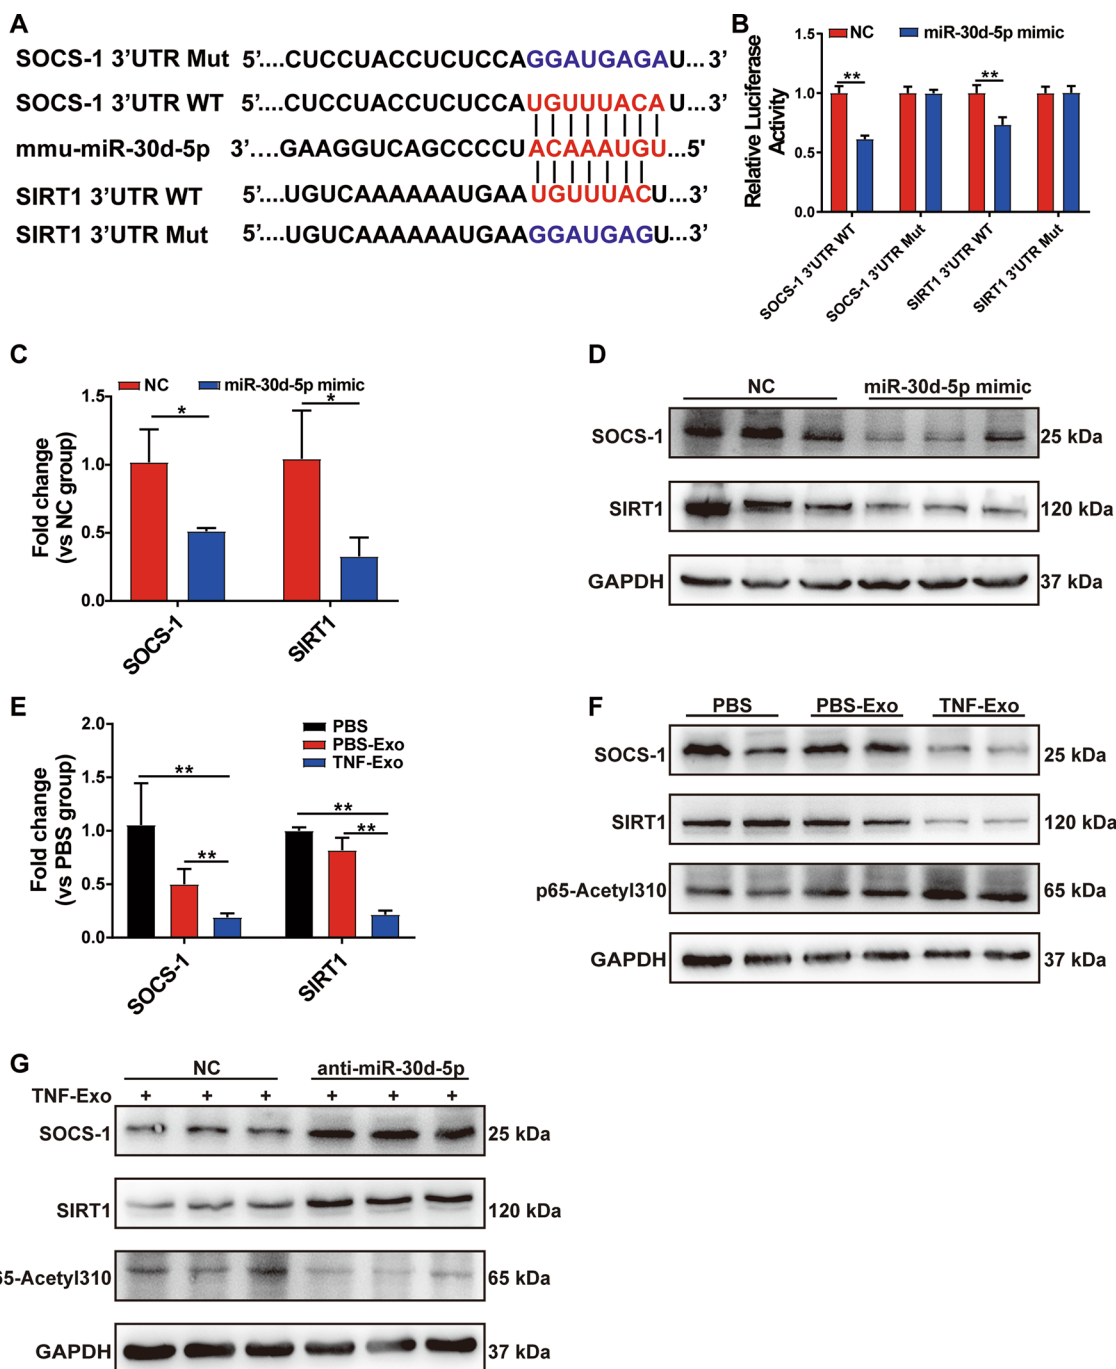 A
SOCS-1 3’UTR Mut 5’....CUCCUACCUCUCCAGGAUGAGAU...3’
SOCS-1 3’UTR WT 5’....CUCCUACCUCUCCAUGUUUACA U...3’
mmu-miR-30d-5p 3’....GAAGGUCAGCCCCUACAAAUGU...5'
SIRT1 3’UTR WT 5’....UGUCAAAAAAUGAA UGUUUACU...3’
SIRT1 3’UTR Mut 5’....UGUCAAAAAAUGAAGGAUGAGU...3’
B
NC miR-30d-5p mimic
Relative Luciferase
Activity
1.5
1.0
0.5
0.0
** **
SOCS-1 3'UTR WT
SOCS-1 3'UTR Mut
SIRT1 3'UTR WT
SIRT1 3'UTR Mut
C
NC miR-30d-5p mimic
Fold change
(vs NC group)
1.5
1.0
0.5
0.0
* *
SOCS-1
SIRT1
D
NC miR-30d-5p mimic
SOCS-1 25 kDa
SIRT1 120 kDa
GAPDH 37 kDa
E
PBS
PBS-Exo
TNF-Exo
Fold change
(vs PBS group)
2.0
1.5
1.0
0.5
0.0
** **
** **
SOCS-1
SIRT1
F
PBS PBS-Exo TNF-Exo
SOCS-1 25 kDa
SIRT1 120 kDa
p65-Acetyl310 65 kDa
GAPDH 37 kDa
G
NC anti-miR-30d-5p
TNF-Exo + + + + + +
SOCS-1 25 kDa
SIRT1 120 kDa
65-Acetyl310 65 kDa
GAPDH 37 kDa